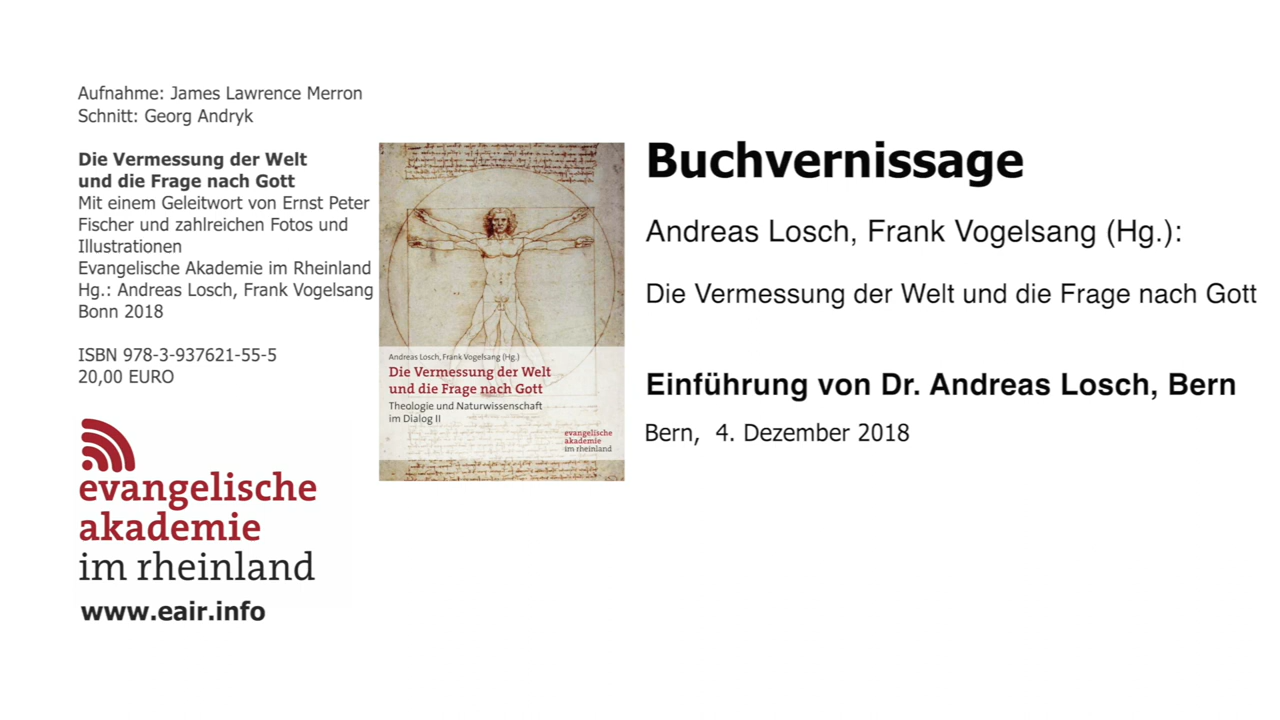 Aufnahme: James Lawrence Merron
Schnitt: Georg Andryk
Die Vermessung der Welt
und die Frage nach Gott
Mit einem Geleitwort von Ernst Peter
Fischer und zahlreichen Fotos und
Illustrationen
Evangelische Akademie im Rheinland
Hg.: Andreas Losch, Frank Vogelsang
Bonn 2018
ISBN 978-3-937621-55-5
20,00 EURO
evangelische
akademie
im rheinland
www.eair.info
Andreas Losch, Frank Vogelsang (Hg.)
Die Vermessung der Welt
und die Frage nach Gott
Theologie und Naturwissenschaft
im Dialog II
evangelische
akademie
im rheinland
Buchvernissage
Andreas Losch, Frank Vogelsang (Hg.):
Die Vermessung der Welt und die Frage nach Gott
Einführung von Dr. Andreas Losch, Bern
Bern, 4. Dezember 2018